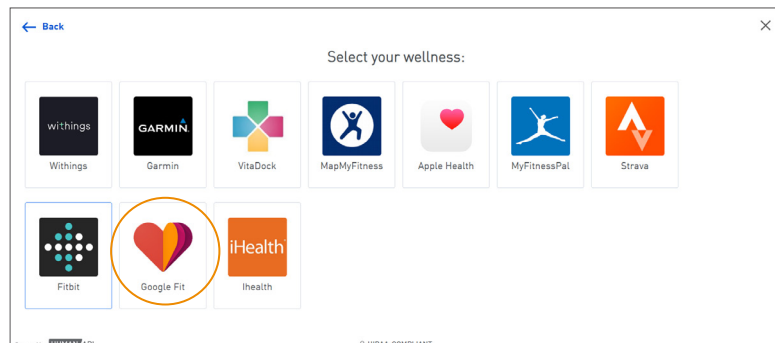 Back
Select your wellness:
withings
GARMIN
Withings
Garmin
VitaDock
MapMyFitness
Apple Health
MyFitnessPal
Strava
iHealth
Fitbit
Google Fit
Ihealth